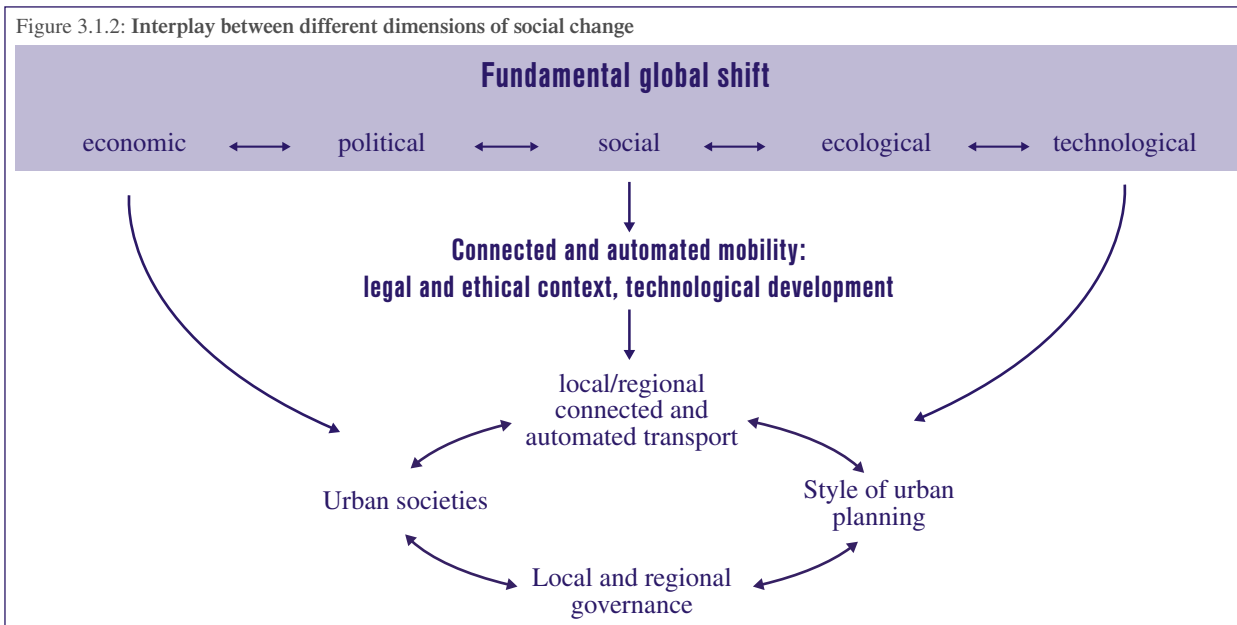 Figure 3.1.2: Interplay between different dimensions of social change
Fundamental global shift
economic political social ecological technological
Connected and automated mobility:
legal and ethical context, technological development
local/regional
connected and
automated transport
Urban societies
Style of urban
planning
Local and regional
governance